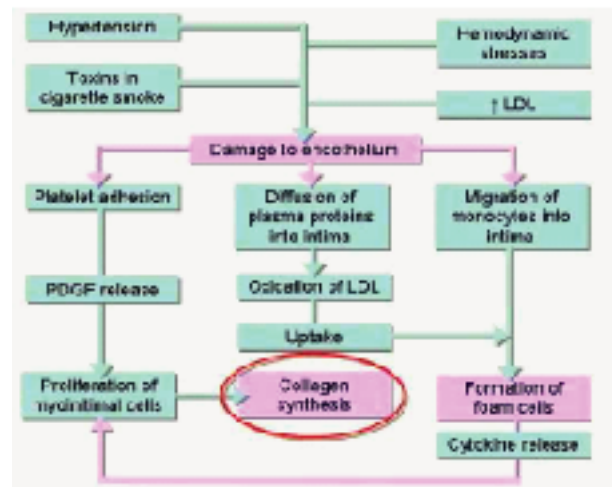 Hypertension
Hemodynamic
stresses
Toxins in
cigarette smoke
↑ LDL
Damage to endothelium
Platelet adhesion
Diffusion of
plasma proteins
into intima
Migration of
monocytes into
intima
PDGF release
Oxidation of LDL
Uptake
Proliferation of
myointimal cells
Collagen
synthesis
Formation of
foam cells
Cytokine release